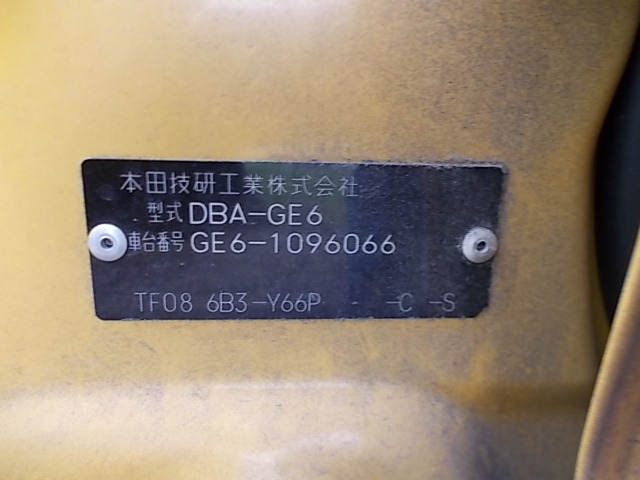 本田技研工業株式会社
型式 DBA-GE6
車台番号 GE6-1096066
TF08 6B3-Y66P - -C -S